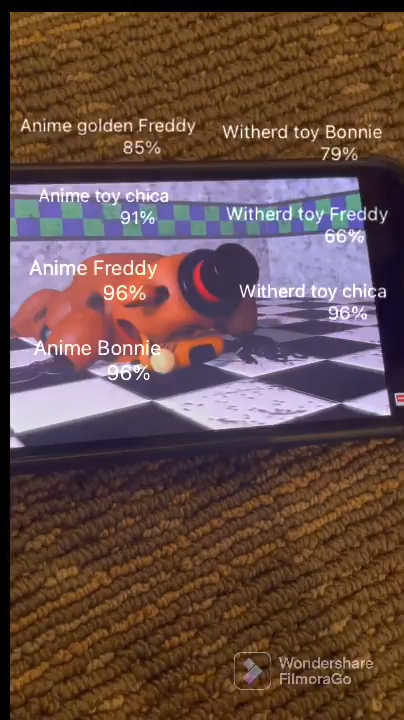 Anime golden Freddy
85%
Witherd toy Bonnie
79%
Anime toy chica
91%
Witherd toy Freddy
66%
Anime Freddy
96%
Witherd toy chica
96%
Anime Bonnie
96%
Wondershare
FilmoraGo